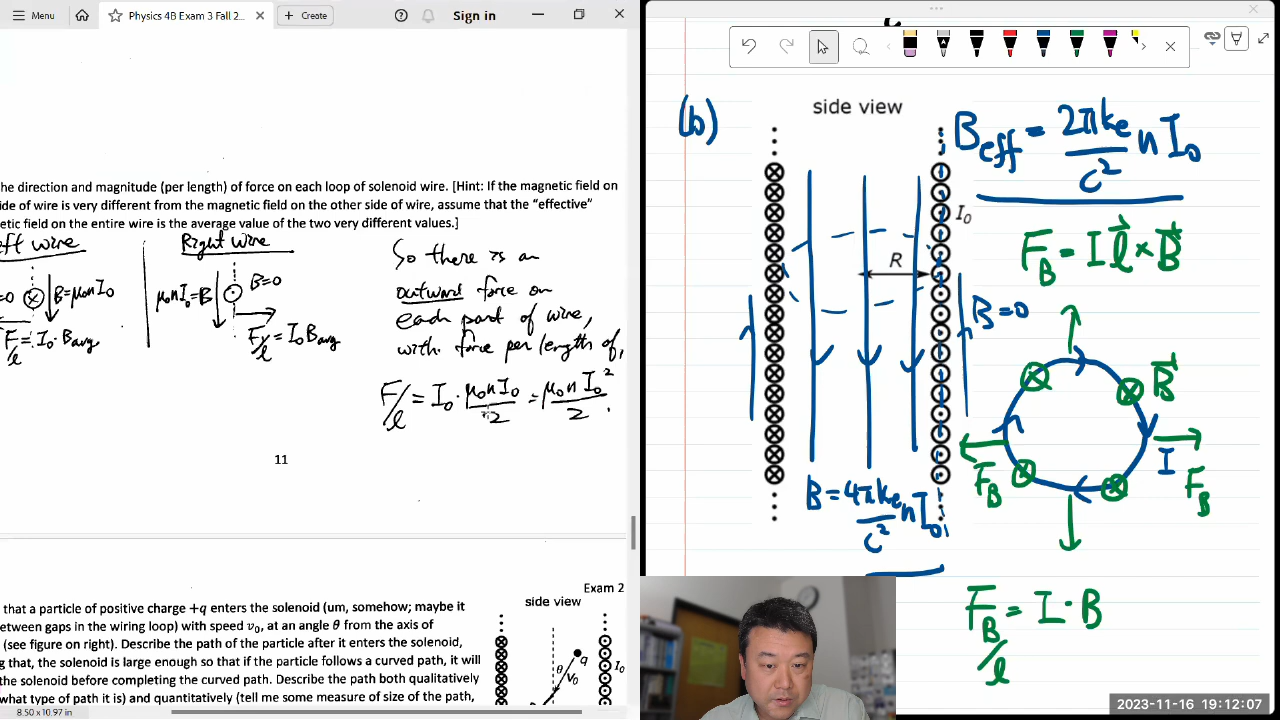 Menu
Physics 4B Exam 3 Fall 2...
Create
Sign in
he direction and magnitude (per length) of force on each loop of solenoid wire. [Hint: If the magnetic field on
ide of wire is very different from the magnetic field on the other side of wire, assume that the “effective”
etic field on the entire wire is the average value of the two very different values.]
eft wire
=0
B=μ₀nI₀
F/l = I₀·Bavg
Right wire
μ₀nI₀=B
B=0
F/l = I₀Bavg
So there is an
outward force on
each part of wire,
with force per length of,
F/l = I₀·μ₀nI₀/2 = μ₀nI₀²/2.
11
Exam 2
that a particle of positive charge +q enters the solenoid (um, somehow; maybe it
etween gaps in the wiring loop) with speed v₀, at an angle θ from the axis of
(see figure on right). Describe the path of the particle after it enters the solenoid,
g that, the solenoid is large enough so that if the particle follows a curved path, it will
the solenoid before completing the curved path. Describe the path both qualitatively
what type of path it is) and quantitatively (tell me some measure of size of the path,
side view
q
θ
v₀
I₀
8.50 x 10.97 in
(b)
side view
I₀
R
B=0
B=4πke/c² nI₀
Beff = 2πke/c² nI₀
F_B = I l⃗ × B⃗
B⃗
I
F_B
F_B
F_B/l = I·B
2023-11-16 19:12:07